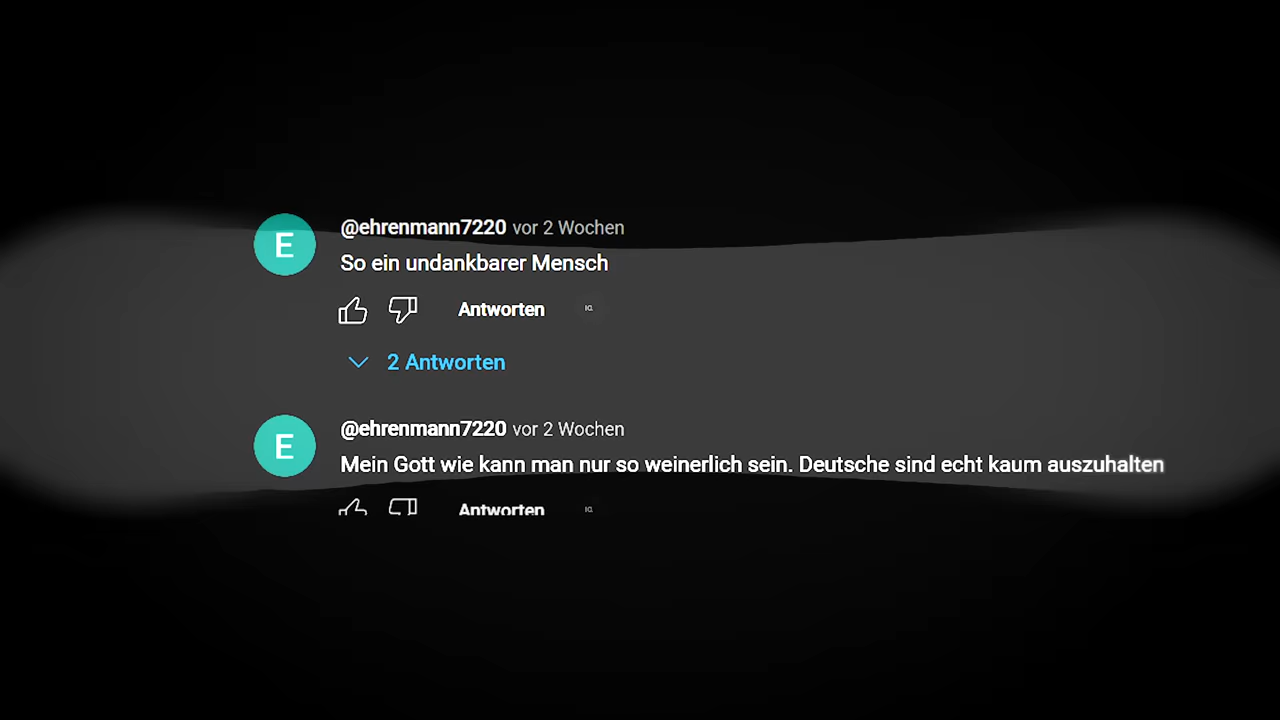 E
@ehrenmann7220 vor 2 Wochen
So ein undankbarer Mensch
Antworten
2 Antworten
E
@ehrenmann7220 vor 2 Wochen
Mein Gott wie kann man nur so weinerlich sein. Deutsche sind echt kaum auszuhalten
Antworten